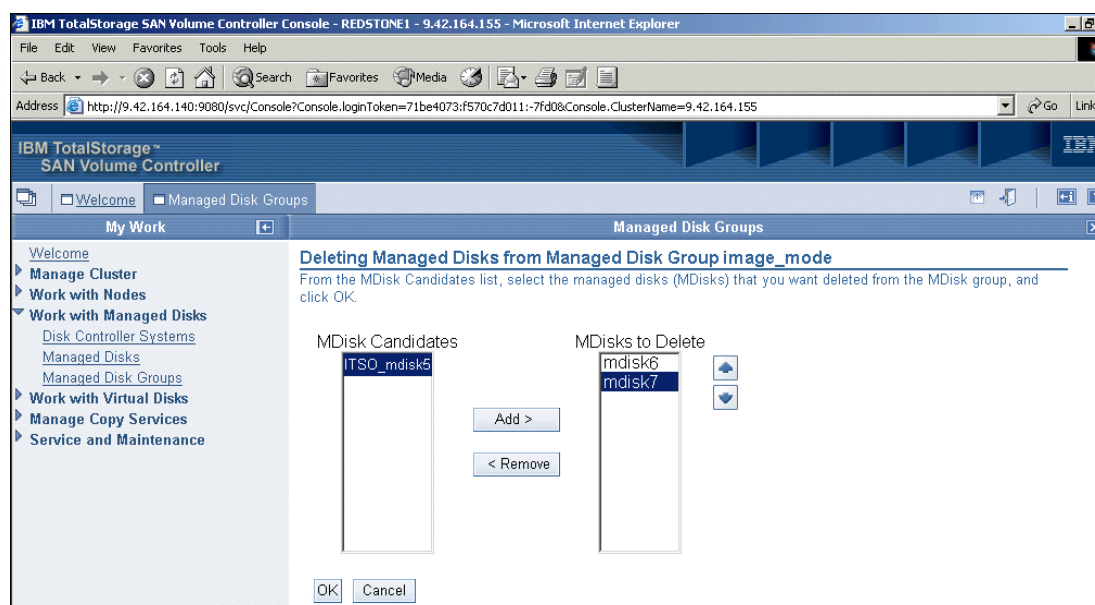 IBM TotalStorage SAN Volume Controller Console - REDSTONE1 - 9.42.164.155 - Microsoft Internet Explorer
File Edit View Favorites Tools Help
Back Search Favorites Media
Address http://9.42.164.140:9080/svc/Console?Console.loginToken=71be4073:f570c7d011:-7fd0&Console.ClusterName=9.42.164.155 Go Link
IBM TotalStorage™
SAN Volume Controller
IBM
Welcome Managed Disk Groups
My Work
Managed Disk Groups
Welcome
Manage Cluster
Work with Nodes
Work with Managed Disks
Disk Controller Systems
Managed Disks
Managed Disk Groups
Work with Virtual Disks
Manage Copy Services
Service and Maintenance
Deleting Managed Disks from Managed Disk Group image_mode
From the MDisk Candidates list, select the managed disks (MDisks) that you want deleted from the MDisk group, and
click OK.
MDisk Candidates
ITSO_mdisk5
Add >
< Remove
MDisks to Delete
mdisk6
mdisk7
OK Cancel